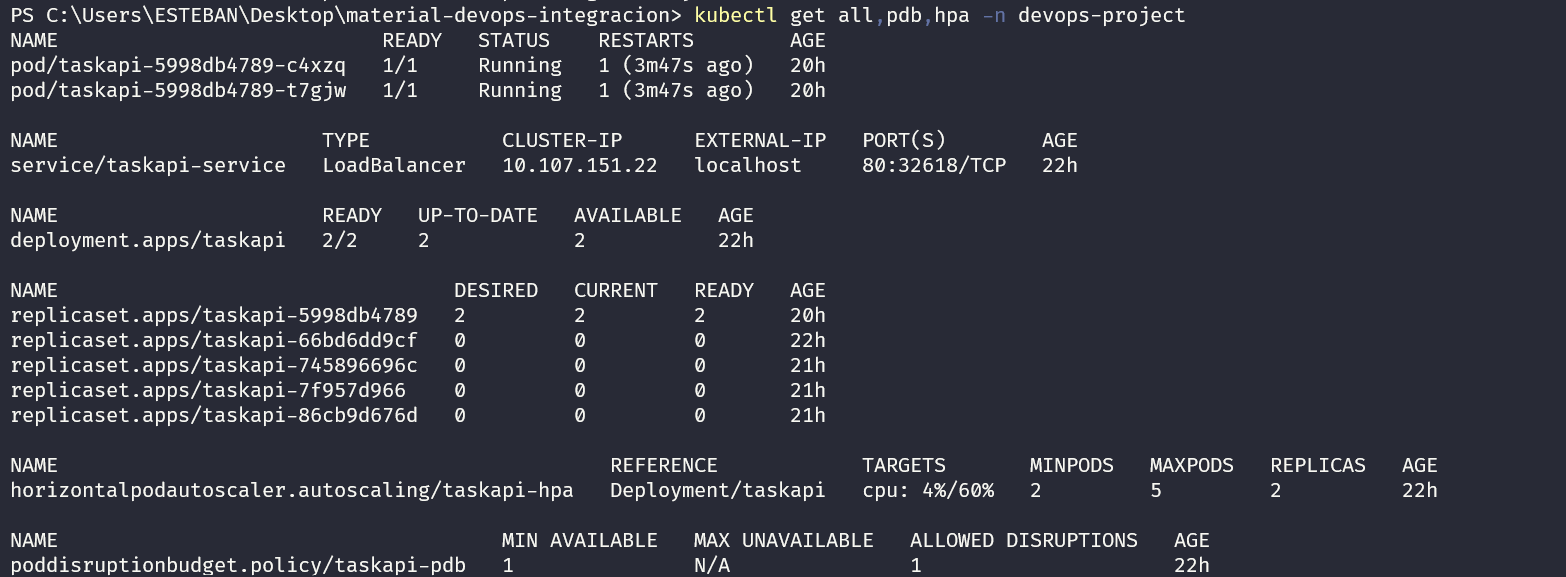 PS C:\Users\ESTEBAN\Desktop\material-devops-integracion> kubectl get all,pdb,hpa -n devops-project
NAME                           READY   STATUS    RESTARTS        AGE
pod/taskapi-5998db4789-c4xzq   1/1     Running   1 (3m47s ago)   20h
pod/taskapi-5998db4789-t7gjw   1/1     Running   1 (3m47s ago)   20h

NAME                      TYPE           CLUSTER-IP      EXTERNAL-IP   PORT(S)        AGE
service/taskapi-service   LoadBalancer   10.107.151.22   localhost     80:32618/TCP   22h

NAME                      READY   UP-TO-DATE   AVAILABLE   AGE
deployment.apps/taskapi   2/2     2            2           22h

NAME                                 DESIRED   CURRENT   READY   AGE
replicaset.apps/taskapi-5998db4789   2         2         2       20h
replicaset.apps/taskapi-66bd6dd9cf   0         0         0       22h
replicaset.apps/taskapi-745896696c   0         0         0       21h
replicaset.apps/taskapi-7f957d966    0         0         0       21h
replicaset.apps/taskapi-86cb9d676d   0         0         0       21h

NAME                                              REFERENCE            TARGETS       MINPODS   MAXPODS   REPLICAS   AGE
horizontalpodautoscaler.autoscaling/taskapi-hpa   Deployment/taskapi   cpu: 4%/60%   2         5         2          22h

NAME                                     MIN AVAILABLE   MAX UNAVAILABLE   ALLOWED DISRUPTIONS   AGE
poddisruptionbudget.policy/taskapi-pdb   1               N/A               1                     22h